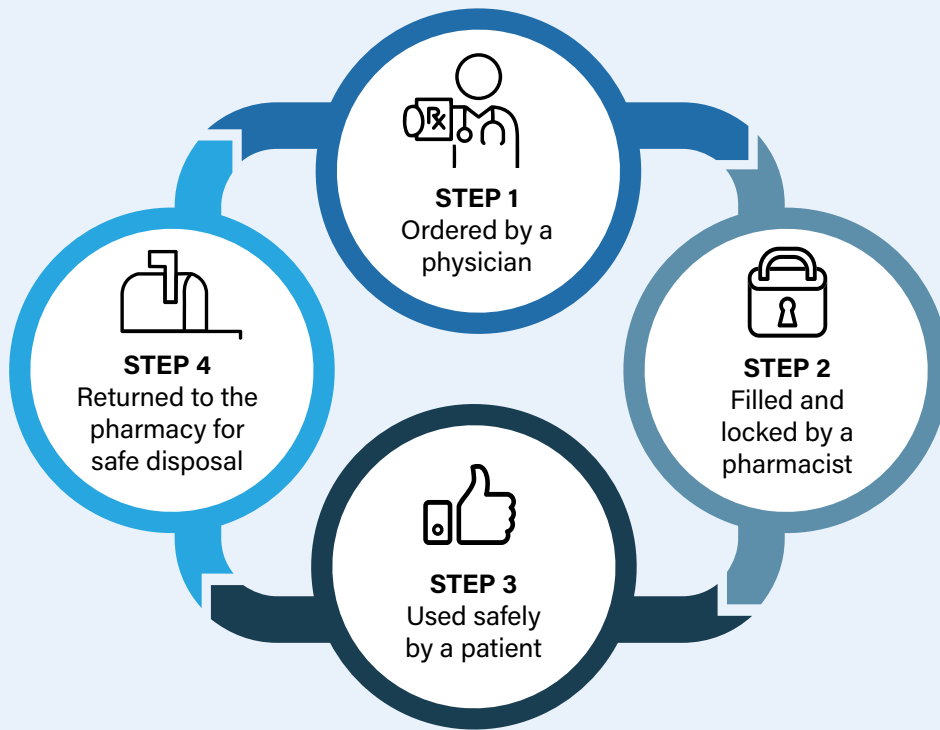 Rx
STEP 1
Ordered by a
physician
STEP 2
Filled and
locked by a
pharmacist
STEP 3
Used safely
by a patient
STEP 4
Returned to the
pharmacy for
safe disposal